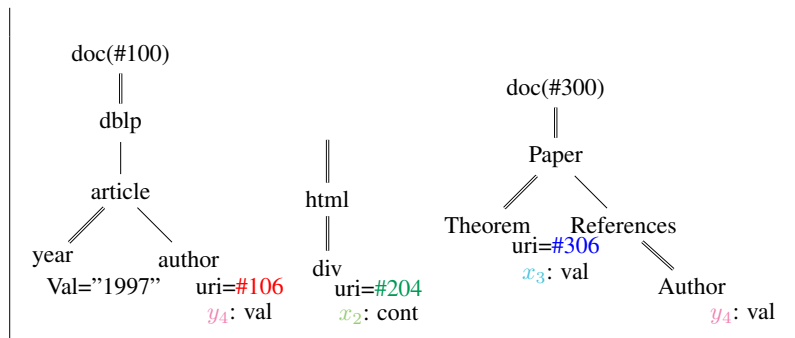 doc(#100)
dblp
article
year
Val=”1997”
author
uri=#106
y4: val
html
div
uri=#204
x2: cont
doc(#300)
Paper
Theorem
uri=#306
x3: val
References
Author
y4: val